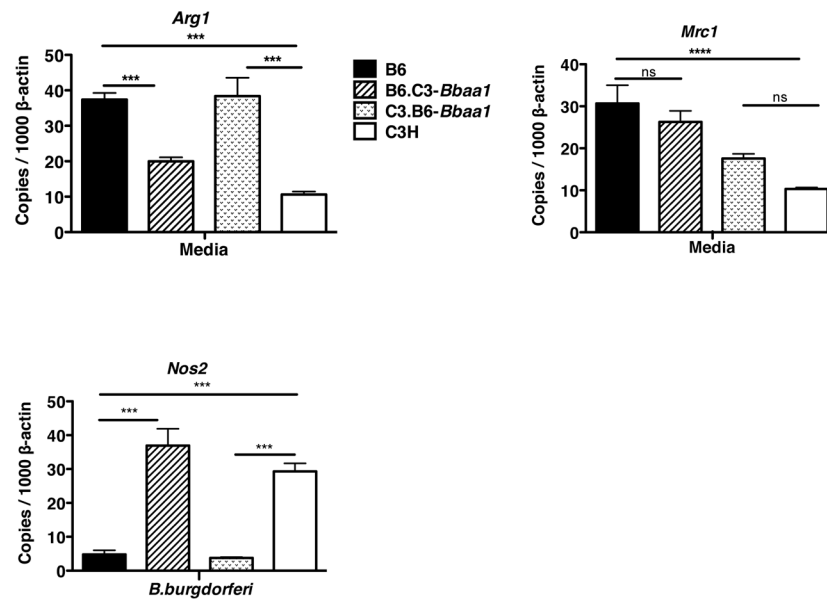 Arg1
***
***
***
50
40
30
20
10
0
Copies / 1000 β-actin
Media
B6
B6.C3-Bbaa1
C3.B6-Bbaa1
C3H
Mrc1
****
ns
ns
40
30
20
10
0
Copies / 1000 β-actin
Media
Nos2
***
***
***
50
40
30
20
10
0
Copies / 1000 β-actin
B.burgdorferi